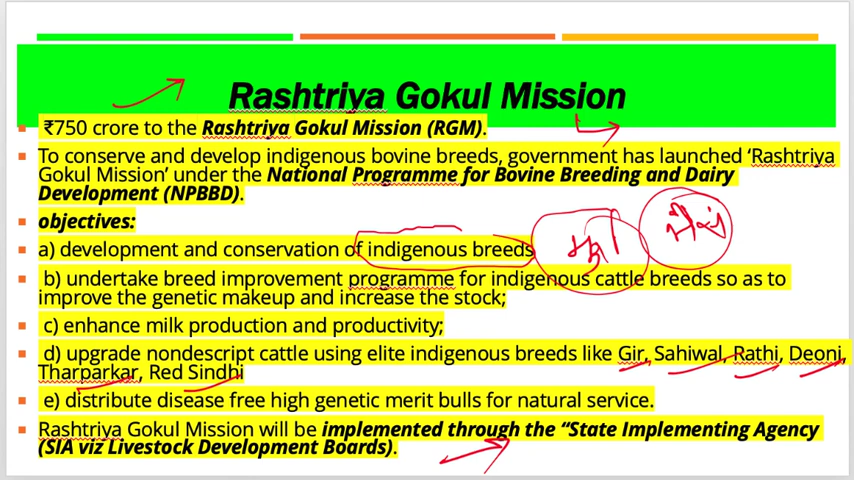 Rashtriya Gokul Mission
₹750 crore to the Rashtriya Gokul Mission (RGM).
To conserve and develop indigenous bovine breeds, government has launched ‘Rashtriya
Gokul Mission’ under the National Programme for Bovine Breeding and Dairy
Development (NPBBD).
objectives:
a) development and conservation of indigenous breeds
b) undertake breed improvement programme for indigenous cattle breeds so as to
improve the genetic makeup and increase the stock;
c) enhance milk production and productivity;
d) upgrade nondescript cattle using elite indigenous breeds like Gir, Sahiwal, Rathi, Deoni,
Tharparkar, Red Sindhi
e) distribute disease free high genetic merit bulls for natural service.
Rashtriya Gokul Mission will be implemented through the “State Implementing Agency
(SIA viz Livestock Development Boards).